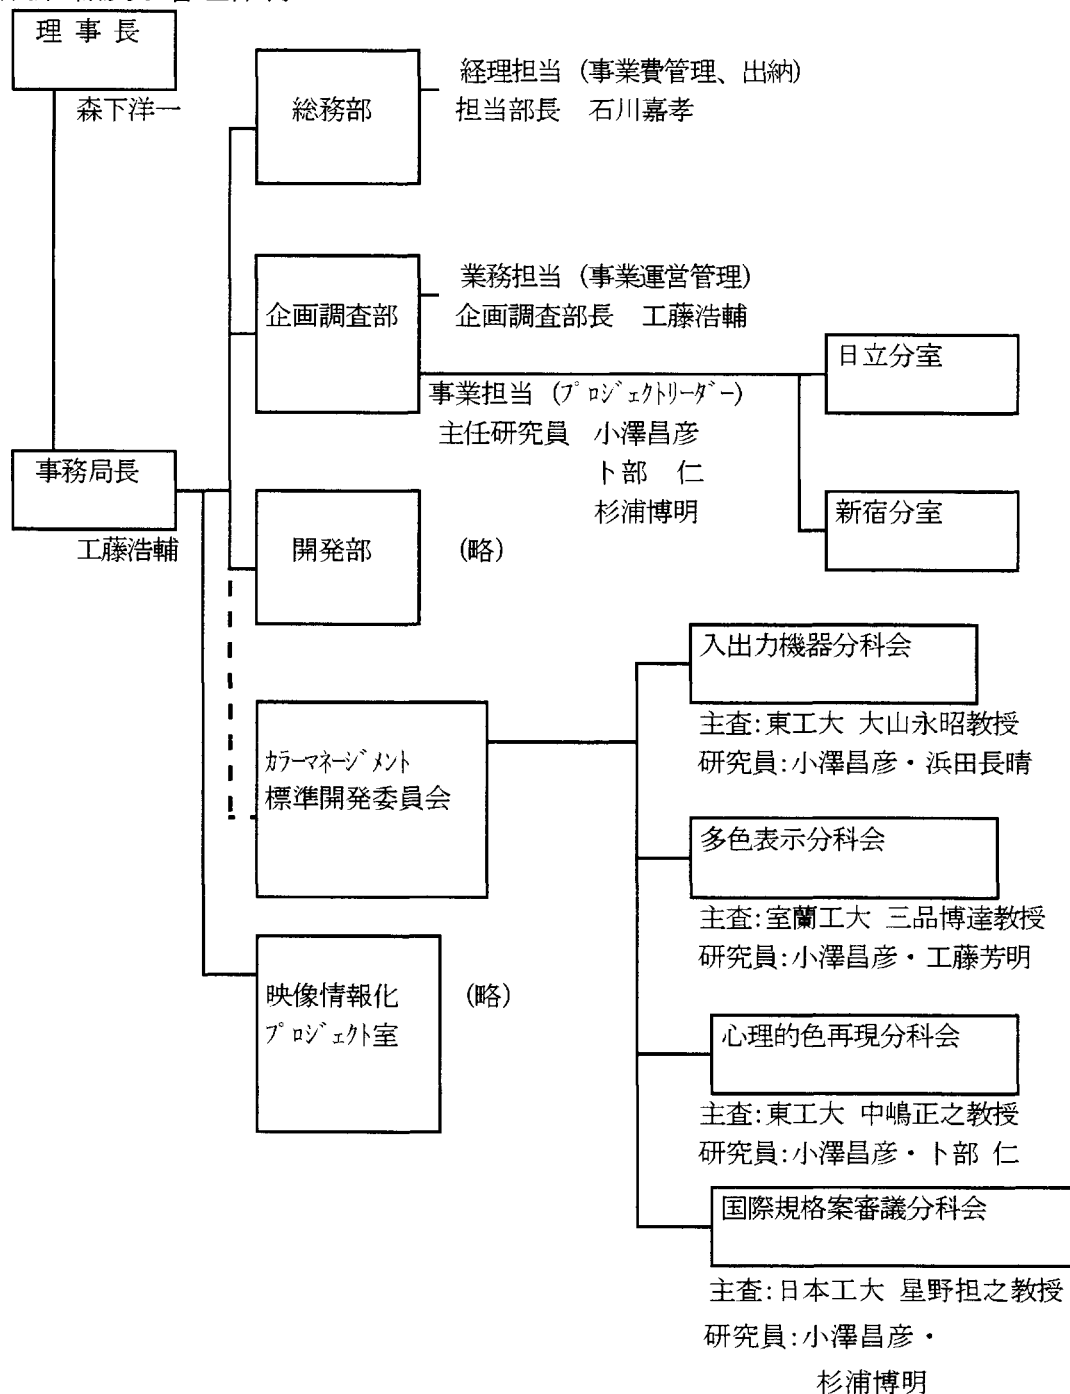 理 事 長
森下洋一
総務部
経理担当 (事業費管理、出納)
担当部長 石川嘉孝
企画調査部
業務担当 (事業運営管理)
企画調査部長 工藤浩輔
事業担当 (プロジェクトリーダー)
主任研究員 小澤昌彦
卜部 仁
杉浦博明
日立分室
新宿分室
事務局長
工藤浩輔
開発部
(略)
カラーマネージメント
標準開発委員会
入出力機器分科会
主査:東工大 大山永昭教授
研究員:小澤昌彦・浜田長晴
多色表示分科会
主査:室蘭工大 三品博達教授
研究員:小澤昌彦・工藤芳明
心理的色再現分科会
主査:東工大 中嶋正之教授
研究員:小澤昌彦・卜部 仁
国際規格案審議分科会
主査:日本工大 星野担之教授
研究員:小澤昌彦・
杉浦博明
映像情報化
プロジェクト室
(略)